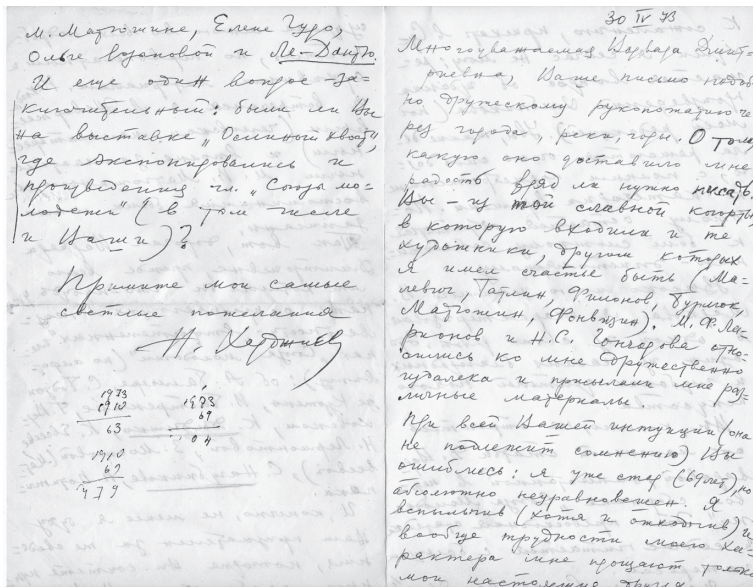 м. Матюшине, Елене Гуро,
Ольге Розановой и Ле-Дантю.
И еще один вопрос – за-
ключительный: были ли Вы
на выставке „Ослиный хвост",
где экспонировались и
произведения чл. „Союза мо-
лодежи" (в том числе
и Ваши)?
Примите мои самые
светлые пожелания
Н. Харджиев
1973
1910
63
1973
69
04
1910
69
30 IV 73
Многоуважаемая Варвара Дмит-
риевна, Ваше письмо подоб-
но дружескому рукопожатию че-
рез города, реки, горы. О том,
какую оно доставило мне
радость вряд ли нужно писать,
Вы – из той славной когорты,
в которую входили и те
художники, другом которых
я имел счастье быть (Ма-
левич, Татлин, Филонов, Бурлюк,
Матюшин, Фонвизин). М. Ф. Ла-
рионов и Н. С. Гончарова отно-
сились ко мне дружественно
издалека и присылали мне раз-
личные материалы.
При всей Вашей интуиции (она
не подлежит сомнению) Вы
ошиблись: я уже стар (69 лет), но
абсолютно неуравновешен. Я
вспыльчив (хотя и отходчив) и
вообще трудности моего ха-
рактера мне прощают только
мои настоящие друзья